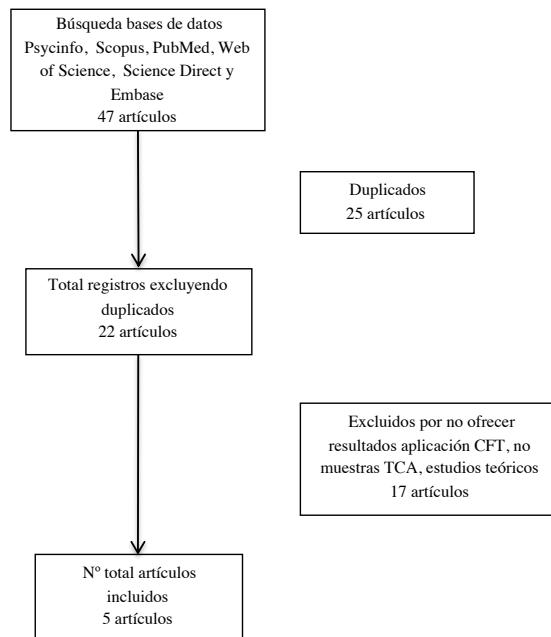 Búsqueda bases de datos
Psycinfo, Scopus, PubMed, Web
of Science, Science Direct y
Embase
47 artículos
Duplicados
25 artículos
Total registros excluyendo
duplicados
22 artículos
Excluidos por no ofrecer
resultados aplicación CFT, no
muestras TCA, estudios teóricos
17 artículos
Nº total artículos
incluidos
5 artículos